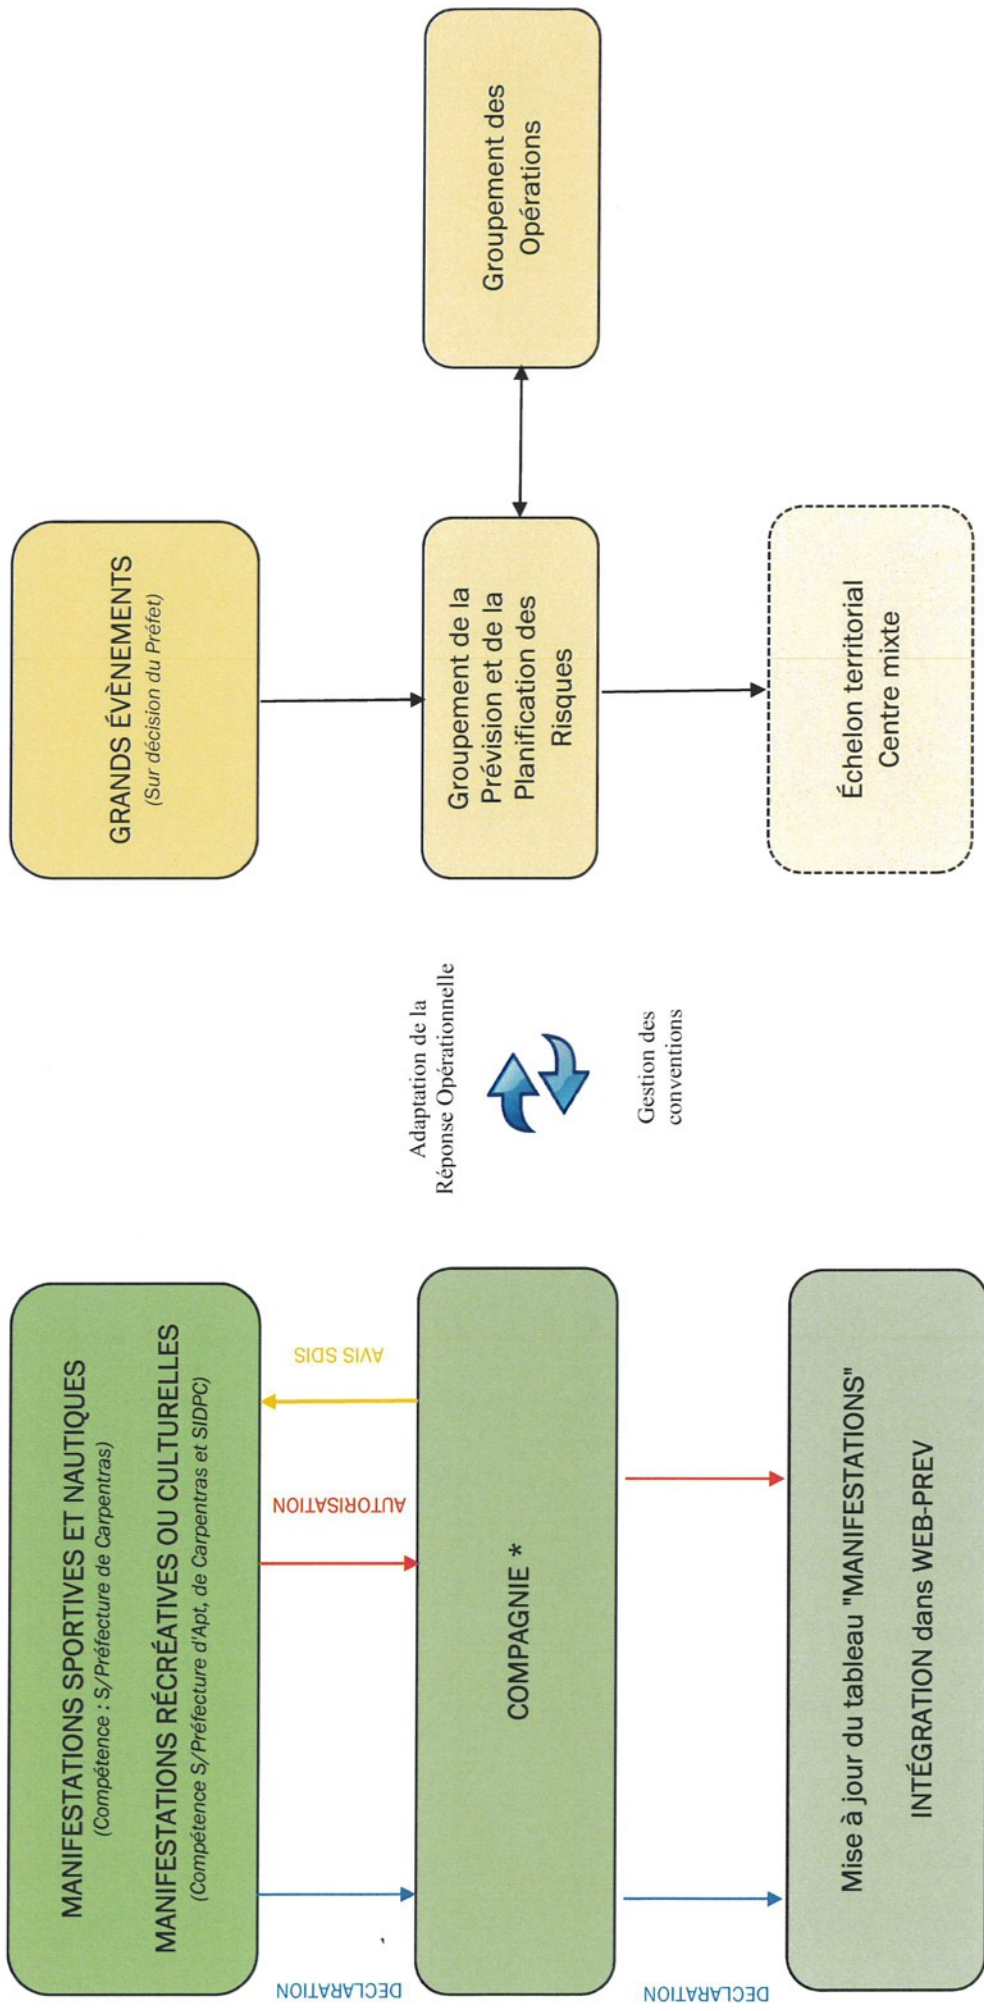 MANIFESTATIONS SPORTIVES ET NAUTIQUES
(Compétence : S/Préfecture de Carpentras)
MANIFESTATIONS RÉCRÉATIVES OU CULTURELLES
(Compétence S/Préfecture d'Apt, de Carpentras et SIDPC)
DECLARATION
AUTORISATION
AVIS SDIS
COMPAGNIE *
DECLARATION
Mise à jour du tableau "MANIFESTATIONS"
INTÉGRATION dans WEB-PREV
Adaptation de la
Réponse Opérationnelle
Gestion des
conventions
GRANDS ÉVÈNEMENTS
(Sur décision du Préfet)
Groupement de la
Prévision et de la
Planification des
Risques
Groupement des
Opérations
Échelon territorial
Centre mixte